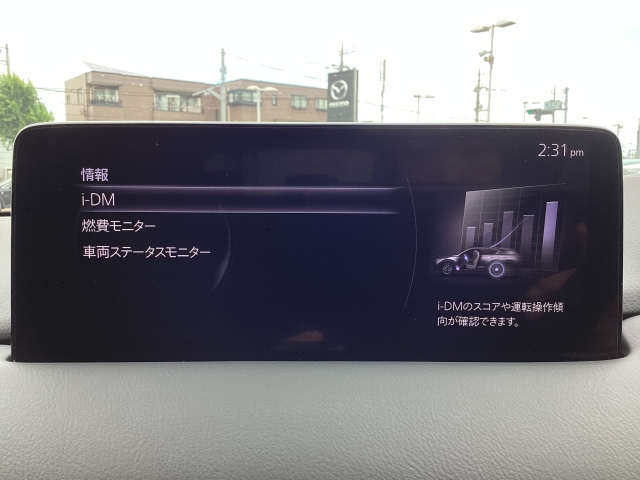 2:31 pm
情報
i-DM
燃費モニター
車両ステータスモニター
i-DMのスコアや運転操作傾
向が確認できます。